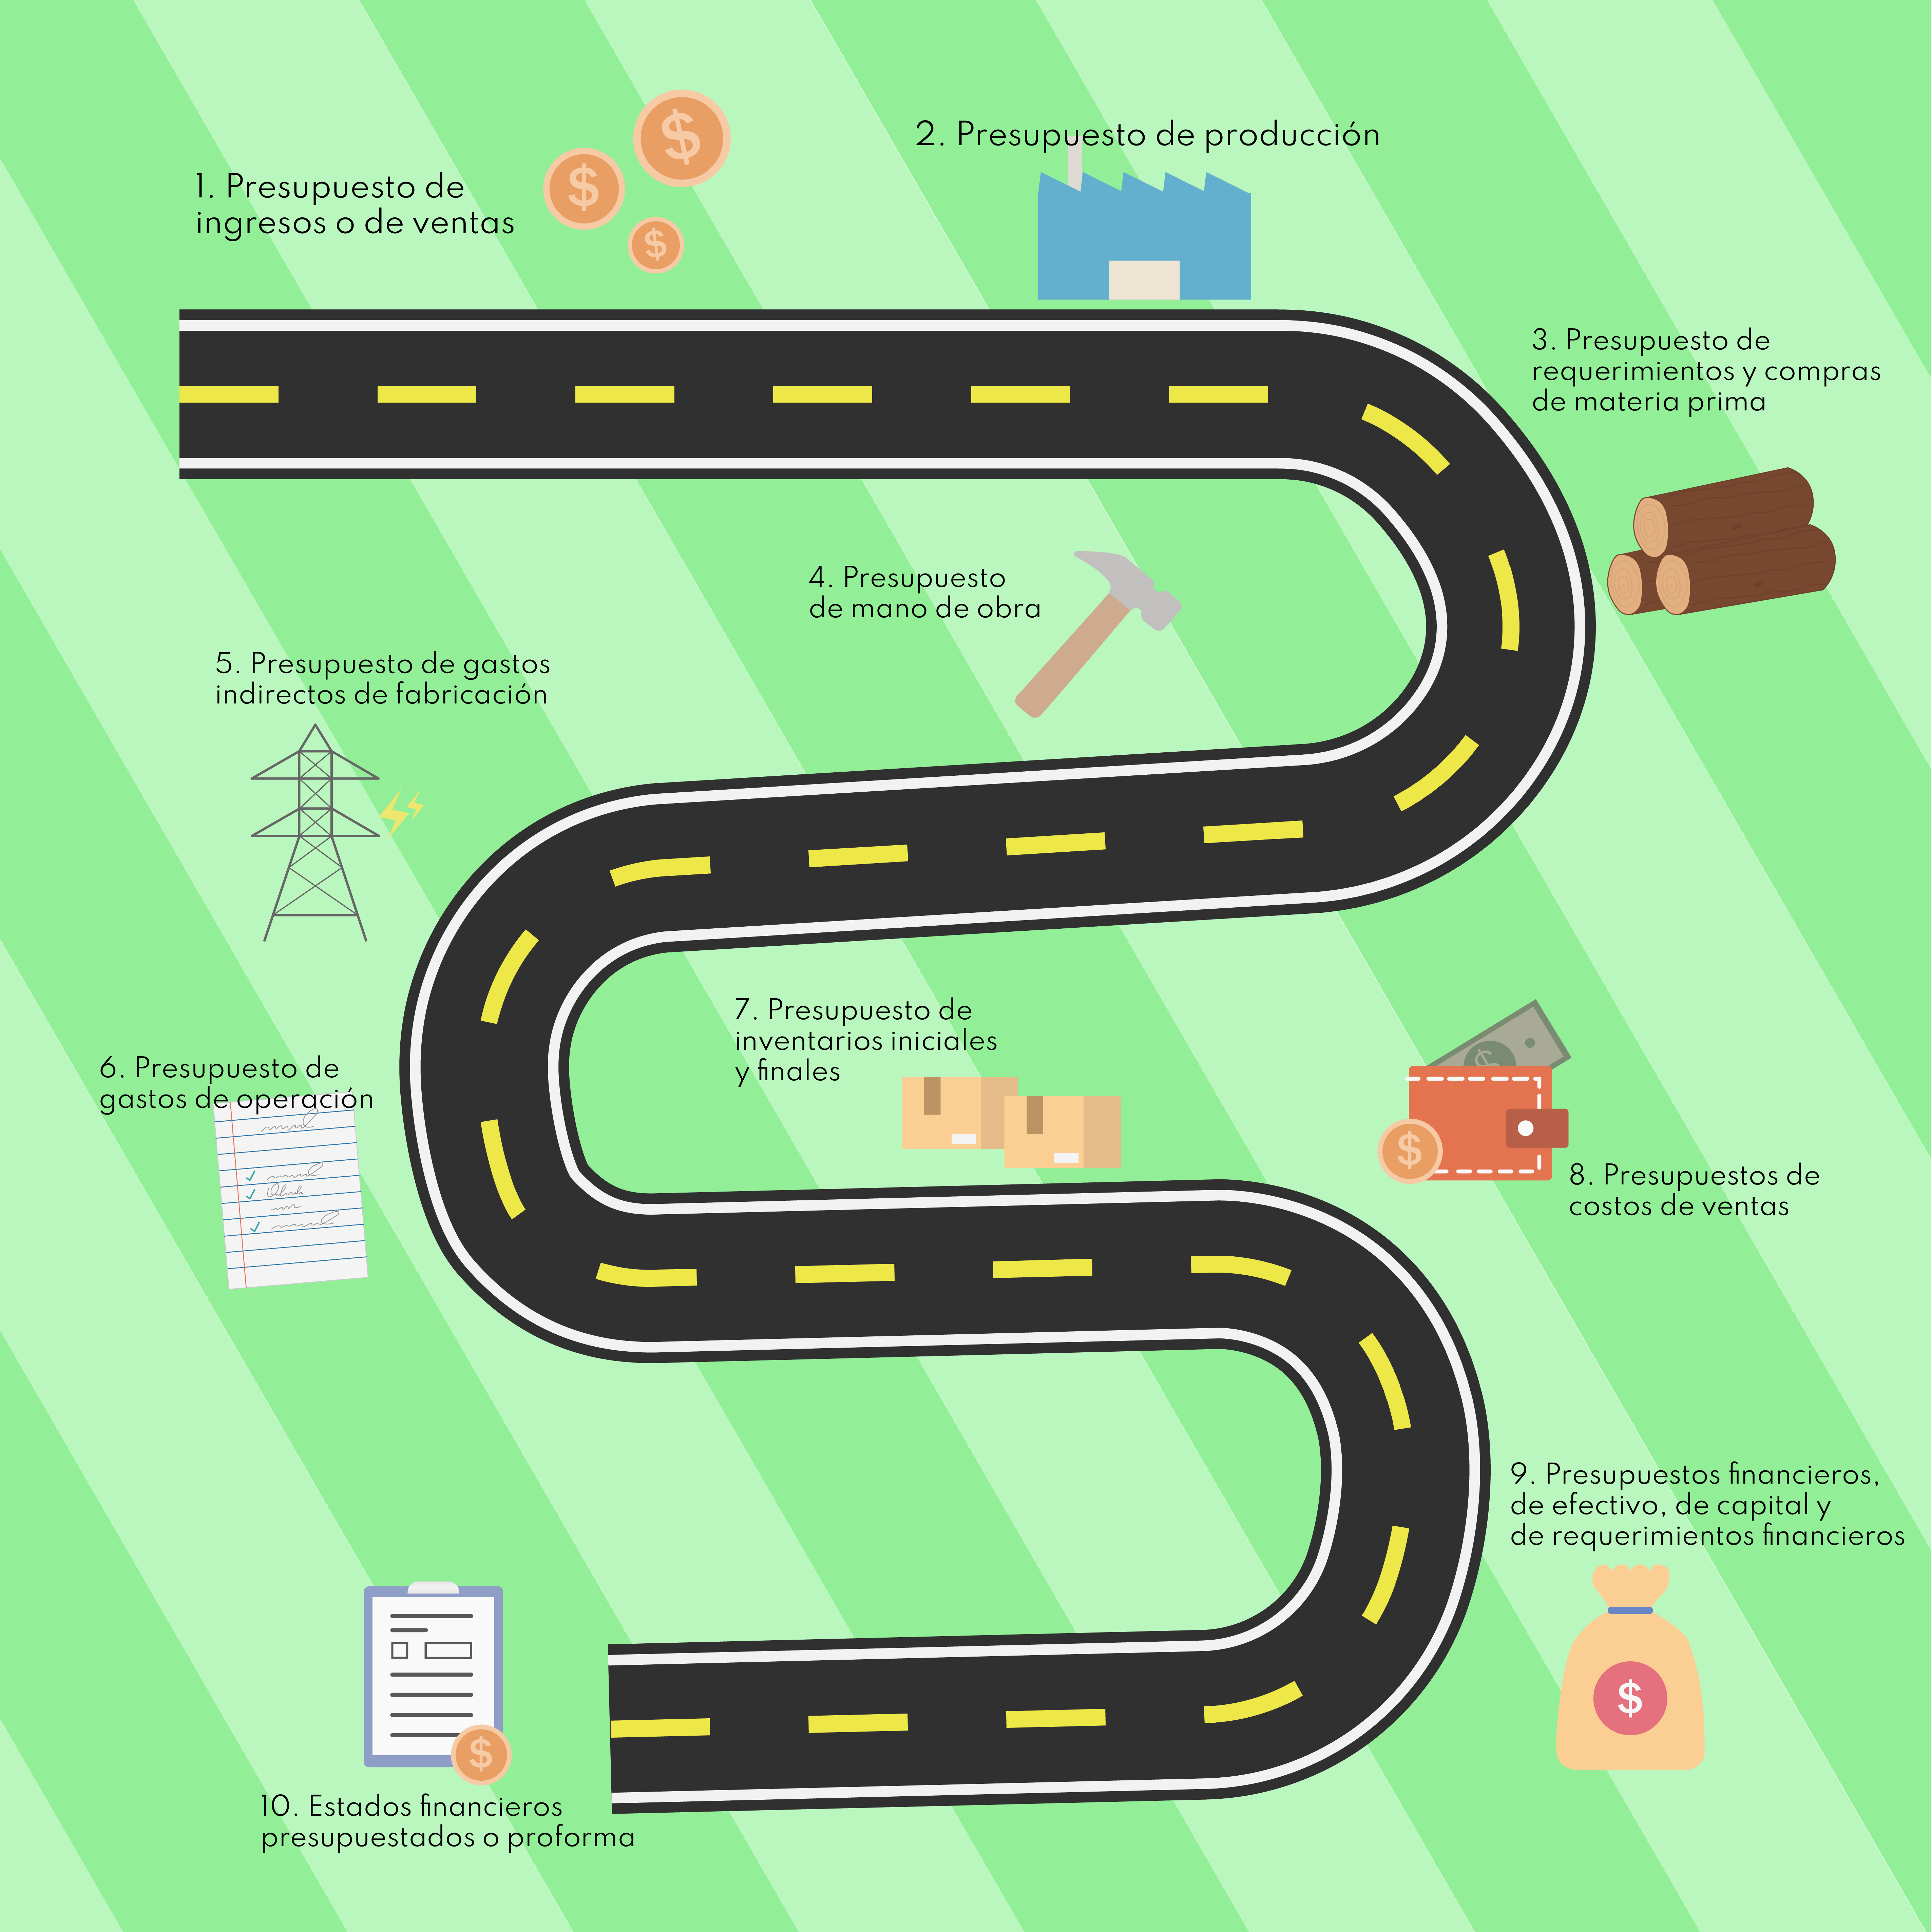 1. Presupuesto de
ingresos o de ventas
$
$
$
2. Presupuesto de producción
3. Presupuesto de
requerimientos y compras
de materia prima
4. Presupuesto
de mano de obra
5. Presupuesto de gastos
indirectos de fabricación
6. Presupuesto de
gastos de operación
7. Presupuesto de
inventarios iniciales
y finales
$
$
8. Presupuestos de
costos de ventas
9. Presupuestos financieros,
de efectivo, de capital y
de requerimientos financieros
$
$
10. Estados financieros
presupuestados o proforma